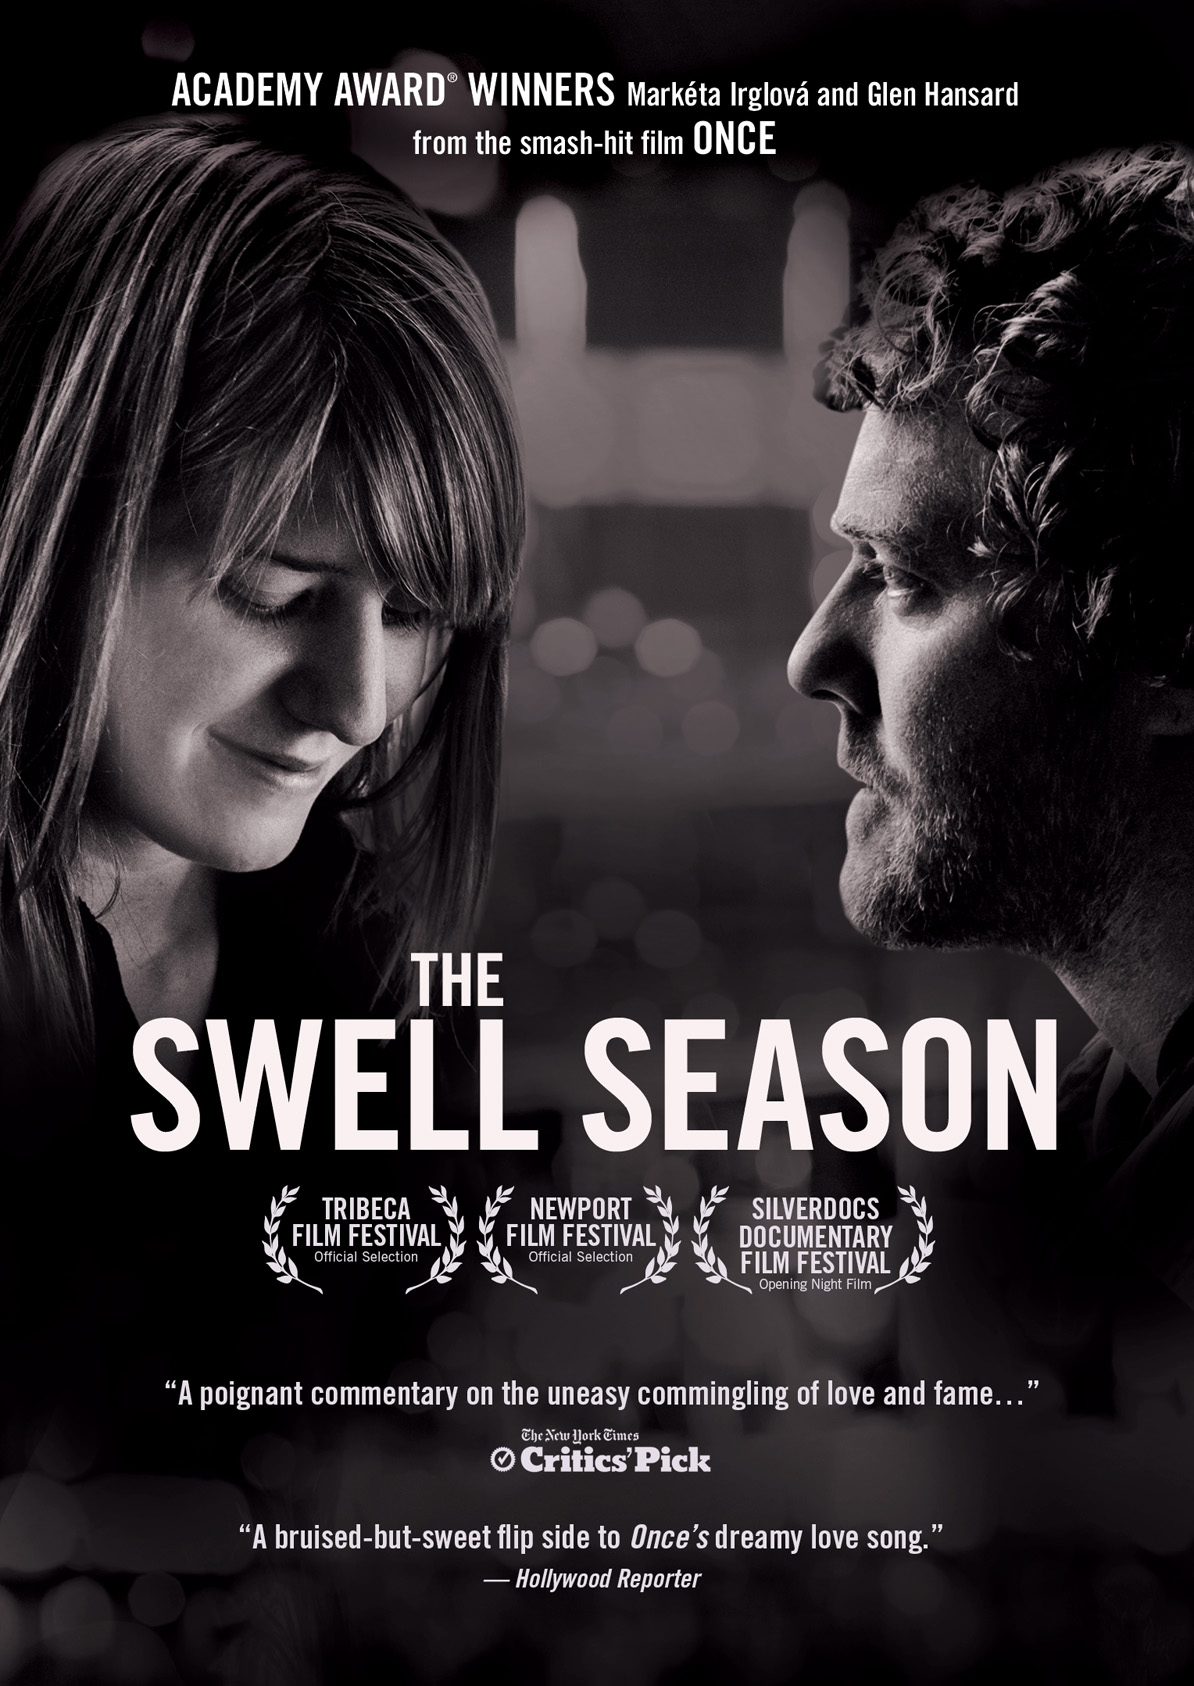 ACADEMY AWARD® WINNERS Markéta Irglová and Glen Hansard
from the smash-hit film ONCE
THE
SWELL SEASON
TRIBECA
FILM FESTIVAL
Official Selection
NEWPORT
FILM FESTIVAL
Official Selection
SILVERDOCS
DOCUMENTARY
FILM FESTIVAL
Opening Night Film
“A poignant commentary on the uneasy commingling of love and fame…”
The New York Times
Critics’ Pick
“A bruised-but-sweet flip side to Once’s dreamy love song.”
— Hollywood Reporter